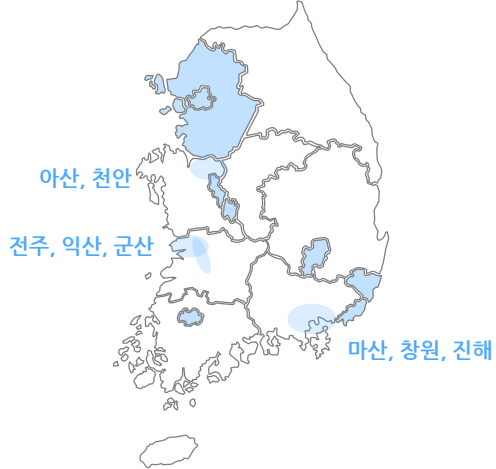 아산, 천안
전주, 익산, 군산
마산, 창원, 진해